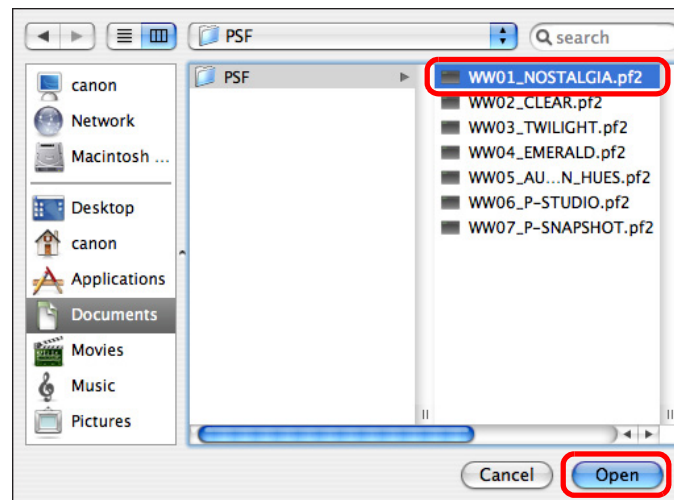 PSF
search
canon
Network
Macintosh ...
Desktop
canon
Applications
Documents
Movies
Music
Pictures
PSF
WW01_NOSTALGIA.pf2
WW02_CLEAR.pf2
WW03_TWILIGHT.pf2
WW04_EMERALD.pf2
WW05_AU...N_HUES.pf2
WW06_P-STUDIO.pf2
WW07_P-SNAPSHOT.pf2
Cancel
Open